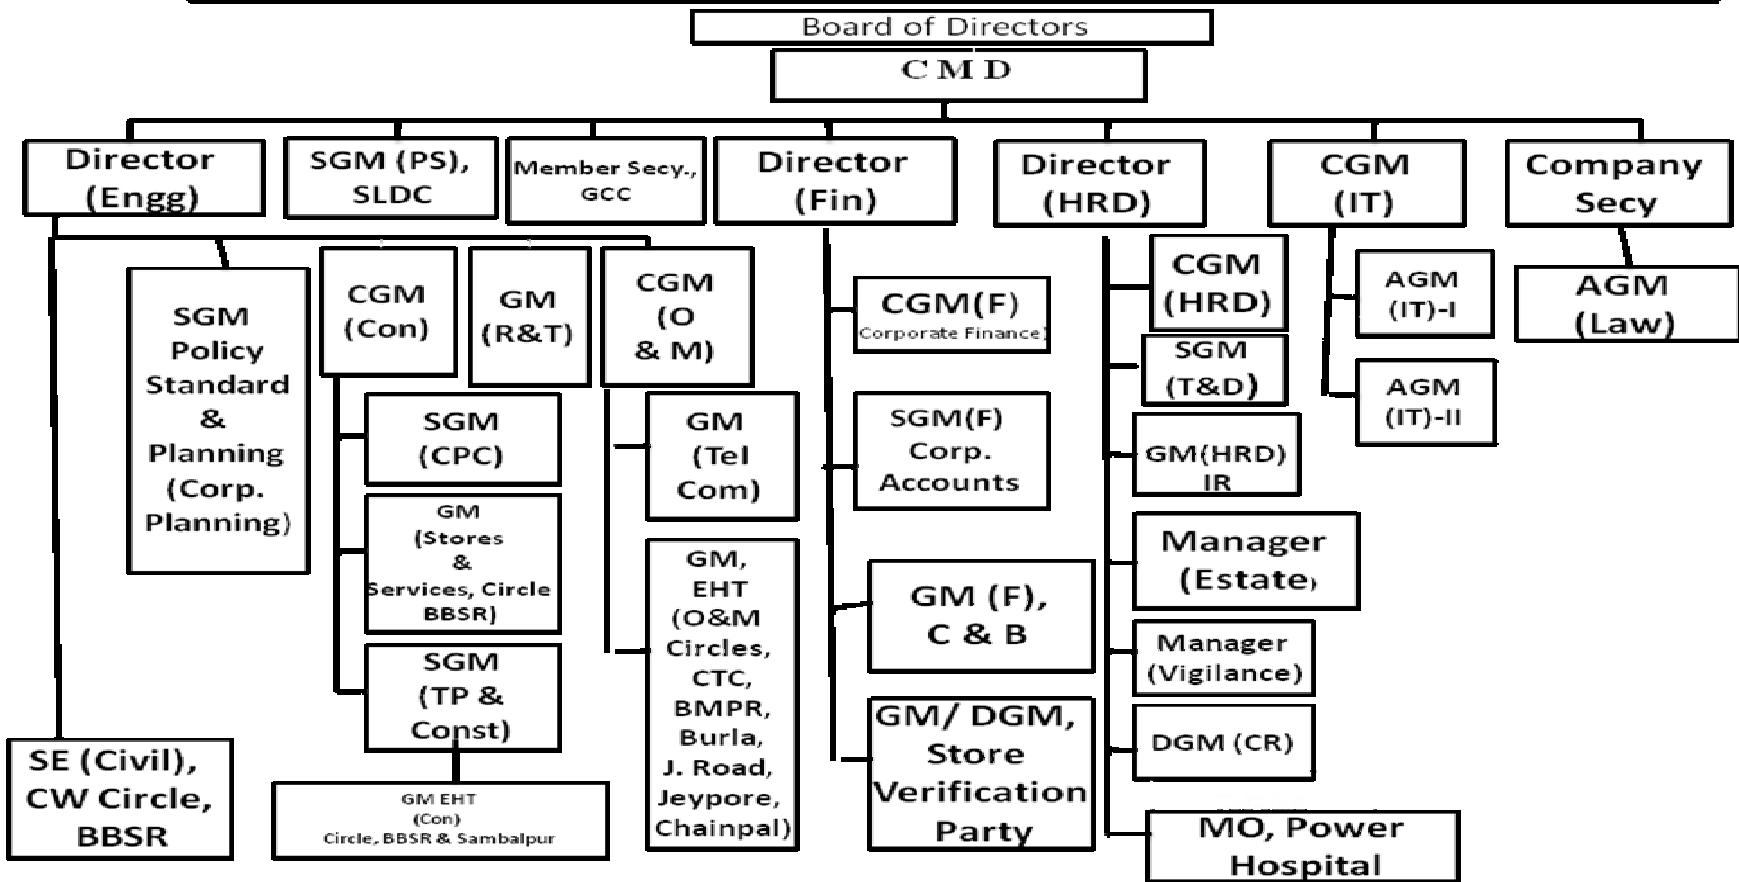 Board of Directors
C M D
Director
(Engg)
SGM (PS),
SLDC
Member Secy.,
GCC
Director
(Fin)
Director
(HRD)
CGM
(IT)
Company
Secy
SGM
Policy
Standard
&
Planning
(Corp.
Planning)
CGM
(Con)
GM
(R&T)
CGM
(O
& M)
SGM
(CPC)
GM
(Stores
&
Services, Circle
BBSR)
SGM
(TP &
Const)
GM EHT
(Con)
Circle, BBSR & Sambalpur
SE (Civil),
CW Circle,
BBSR
GM
(Tel
Com)
GM,
EHT
(O&M
Circles,
CTC,
BMPR,
Burla,
J. Road,
Jeypore,
Chainpal)
CGM(F)
Corporate Finance)
SGM(F)
Corp.
Accounts
GM (F),
C & B
GM/ DGM,
Store
Verification
Party
CGM
(HRD)
SGM
(T&D)
GM(HRD)
IR
Manager
(Estate)
Manager
(Vigilance)
DGM (CR)
MO, Power
Hospital
AGM
(IT)-I
AGM
(IT)-II
AGM
(Law)